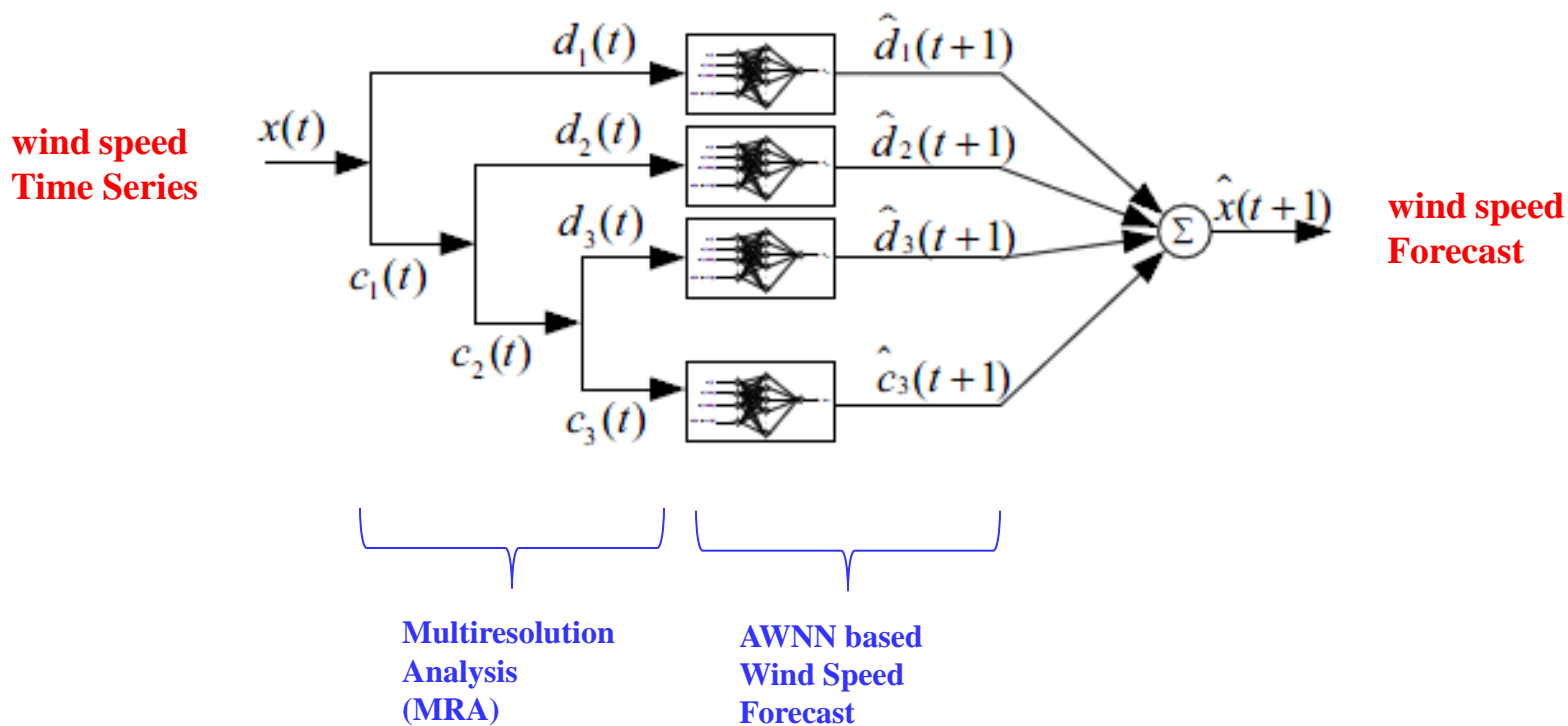 d₁(t)
d̂₁(t+1)
wind speed
Time Series
x(t)
d₂(t)
d̂₂(t+1)
d₃(t)
d̂₃(t+1)
Σ
x̂(t+1)
wind speed
Forecast
c₁(t)
c₂(t)
ĉ₃(t+1)
c₃(t)
Multiresolution
Analysis
(MRA)
AWNN based
Wind Speed
Forecast